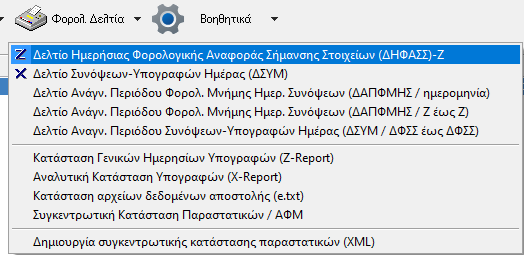 Φορολ. Δελτία Βοηθητικά
Z Δελτίο Ημερήσιας Φορολογικής Αναφοράς Σήμανσης Στοιχείων (ΔΗΦΑΣΣ)-Ζ
X Δελτίο Συνόψεων-Υπογραφών Ημέρας (ΔΣΥΜ)
Δελτίο Ανάγν. Περιόδου Φορολ. Μνήμης Ημερ. Συνόψεων (ΔΑΠΦΜΗΣ / ημερομηνία)
Δελτίο Αναγν. Περιόδου Φορολ. Μνήμης Ημερ. Συνόψεων (ΔΑΠΦΜΗΣ / Ζ έως Ζ)
Δελτίο Αναγν. Περιόδου Συνόψεων-Υπογραφών Ημέρας (ΔΣΥΜ / ΔΦΣΣ έως ΔΦΣΣ)
Κατάσταση Γενικών Ημερησίων Υπογραφών (Z-Report)
Αναλυτική Κατάσταση Υπογραφών (X-Report)
Κατάσταση αρχείων δεδομένων αποστολής (e.txt)
Συγκεντρωτική Κατάσταση Παραστατικών / ΑΦΜ
Δημιουργία συγκεντρωτικής κατάστασης παραστατικών (XML)